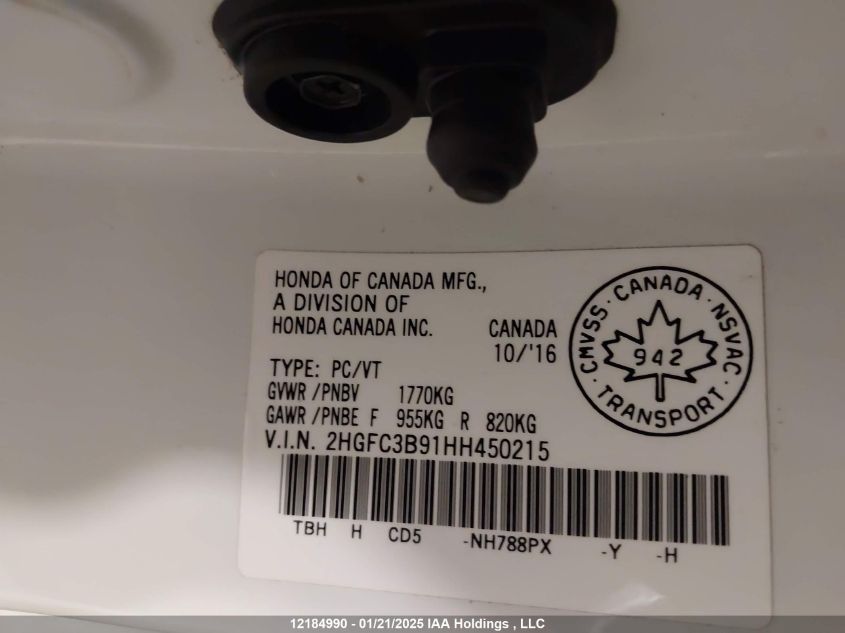 HONDA OF CANADA MFG.,
A DIVISION OF
HONDA CANADA INC. CANADA
10/'16
TYPE: PC/VT
GVWR /PNBV 1770KG
GAWR /PNBE F 955KG R 820KG
V.I.N. 2HGFC3B91HH450215
TBH H CD5 -NH788PX -Y -H
CMVSS · CANADA · NSVAC
942
· TRANSPORT ·
12184990 - 01/21/2025 IAA Holdings , LLC